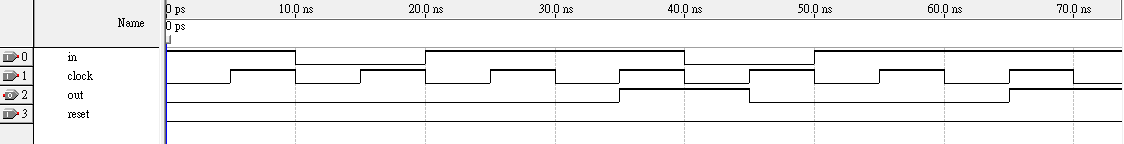 0 ps 10.0 ns 20.0 ns 30.0 ns 40.0 ns 50.0 ns 60.0 ns 70.0 ns
Name
0 ps
0 in
1 clock
2 out
3 reset